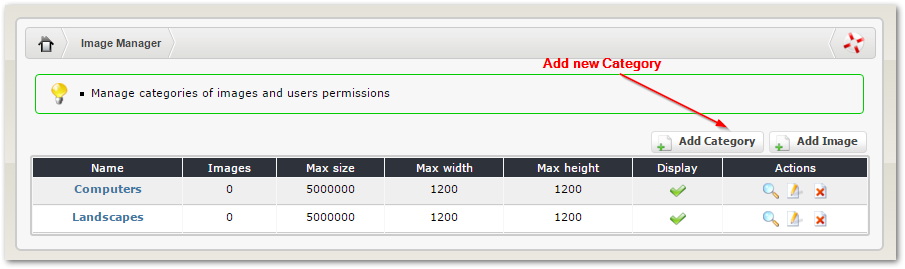 Image Manager
Add new Category
Manage categories of images and users permissions
Add Category Add Image
Name Images Max size Max width Max height Display Actions
Computers 0 5000000 1200 1200
Landscapes 0 5000000 1200 1200